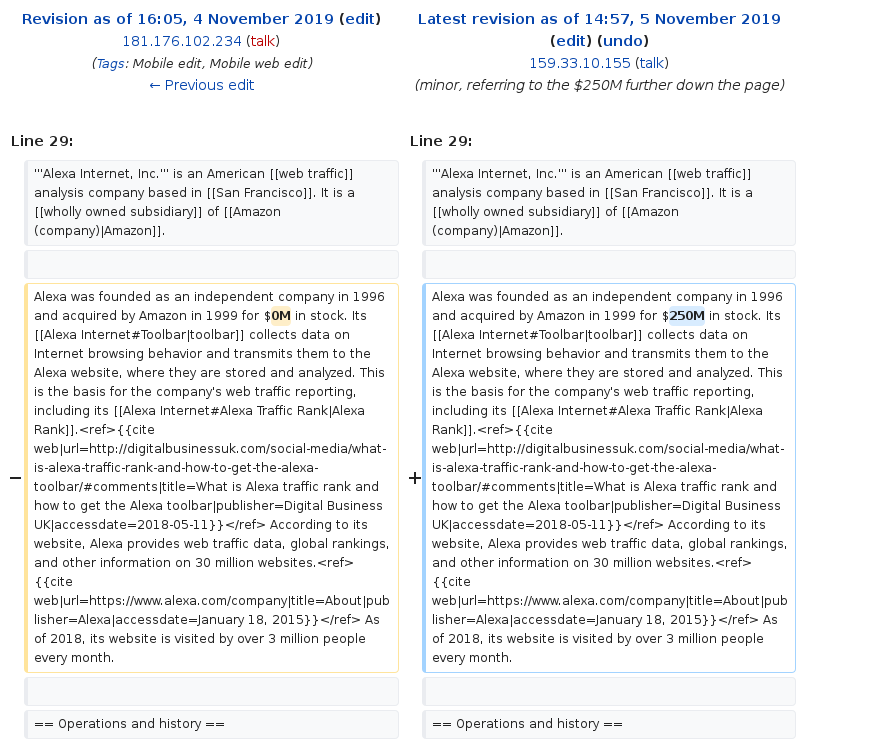 Revision as of 16:05, 4 November 2019 (edit)
181.176.102.234 (talk)
(Tags: Mobile edit, Mobile web edit)
← Previous edit
Latest revision as of 14:57, 5 November 2019
(edit) (undo)
159.33.10.155 (talk)
(minor, referring to the $250M further down the page)
Line 29:
'''Alexa Internet, Inc.''' is an American [[web traffic]]
analysis company based in [[San Francisco]]. It is a
[[wholly owned subsidiary]] of [[Amazon
(company)|Amazon]].
− Alexa was founded as an independent company in 1996
and acquired by Amazon in 1999 for $0M in stock. Its
[[Alexa Internet#Toolbar|toolbar]] collects data on
Internet browsing behavior and transmits them to the
Alexa website, where they are stored and analyzed. This
is the basis for the company's web traffic reporting,
including its [[Alexa Internet#Alexa Traffic Rank|Alexa
Rank]].<ref>{{cite
web|url=http://digitalbusinessuk.com/social-media/what-
is-alexa-traffic-rank-and-how-to-get-the-alexa-
toolbar/#comments|title=What is Alexa traffic rank and
how to get the Alexa toolbar|publisher=Digital Business
UK|accessdate=2018-05-11}}</ref> According to its
website, Alexa provides web traffic data, global rankings,
and other information on 30 million websites.<ref>
{{cite
web|url=https://www.alexa.com/company|title=About|pub
lisher=Alexa|accessdate=January 18, 2015}}</ref> As
of 2018, its website is visited by over 3 million people
every month.
== Operations and history ==
Line 29:
'''Alexa Internet, Inc.''' is an American [[web traffic]]
analysis company based in [[San Francisco]]. It is a
[[wholly owned subsidiary]] of [[Amazon
(company)|Amazon]].
+ Alexa was founded as an independent company in 1996
and acquired by Amazon in 1999 for $250M in stock. Its
[[Alexa Internet#Toolbar|toolbar]] collects data on
Internet browsing behavior and transmits them to the
Alexa website, where they are stored and analyzed. This
is the basis for the company's web traffic reporting,
including its [[Alexa Internet#Alexa Traffic Rank|Alexa
Rank]].<ref>{{cite
web|url=http://digitalbusinessuk.com/social-media/what-
is-alexa-traffic-rank-and-how-to-get-the-alexa-
toolbar/#comments|title=What is Alexa traffic rank and
how to get the Alexa toolbar|publisher=Digital Business
UK|accessdate=2018-05-11}}</ref> According to its
website, Alexa provides web traffic data, global rankings,
and other information on 30 million websites.<ref>
{{cite
web|url=https://www.alexa.com/company|title=About|pub
lisher=Alexa|accessdate=January 18, 2015}}</ref> As
of 2018, its website is visited by over 3 million people
every month.
== Operations and history ==